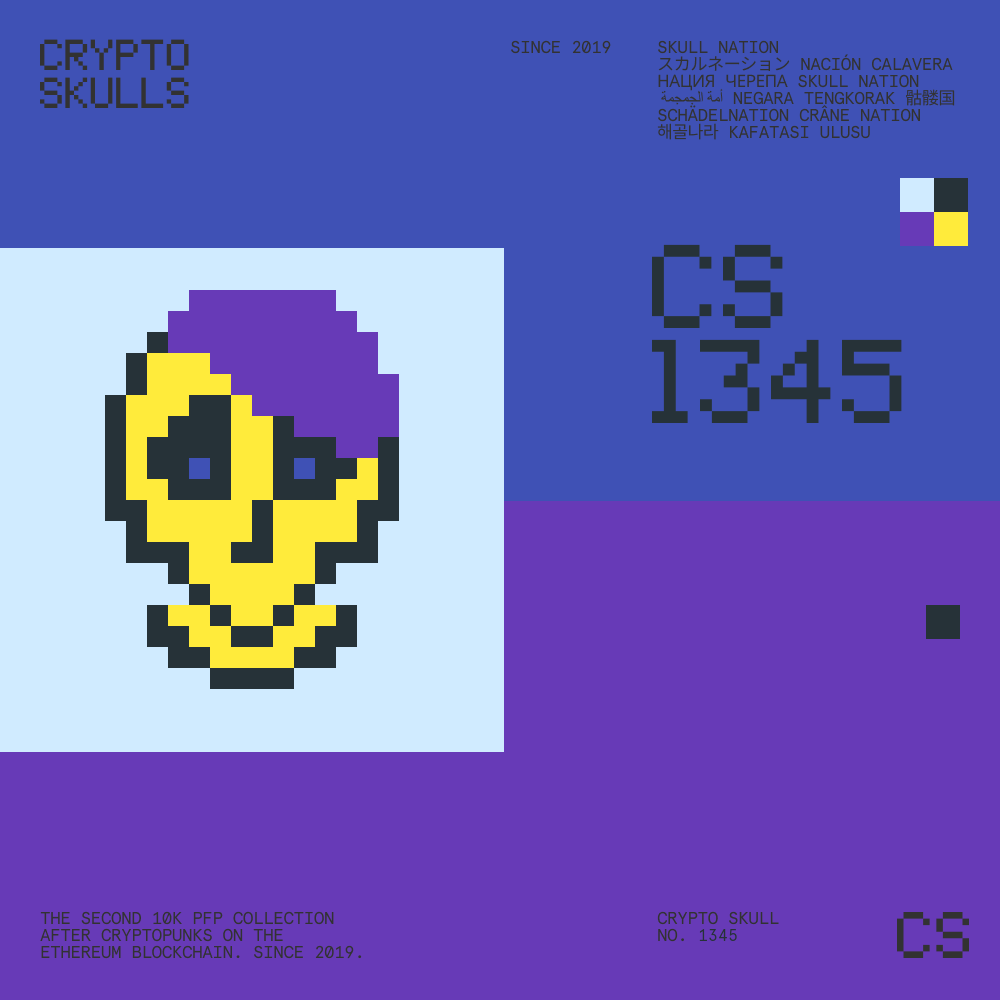 CRYPTO
SKULLS
SINCE 2019
SKULL NATION
スカルネーション NACIÓN CALAVERA
НАЦИЯ ЧЕРЕПА SKULL NATION
أمة الجمجمة NEGARA TENGKORAK 骷髅国
SCHÄDELNATION CRÂNE NATION
해골나라 KAFATASI ULUSU
CS
1345
THE SECOND 10K PFP COLLECTION
AFTER CRYPTOPUNKS ON THE
ETHEREUM BLOCKCHAIN. SINCE 2019.
CRYPTO SKULL
NO. 1345
CS